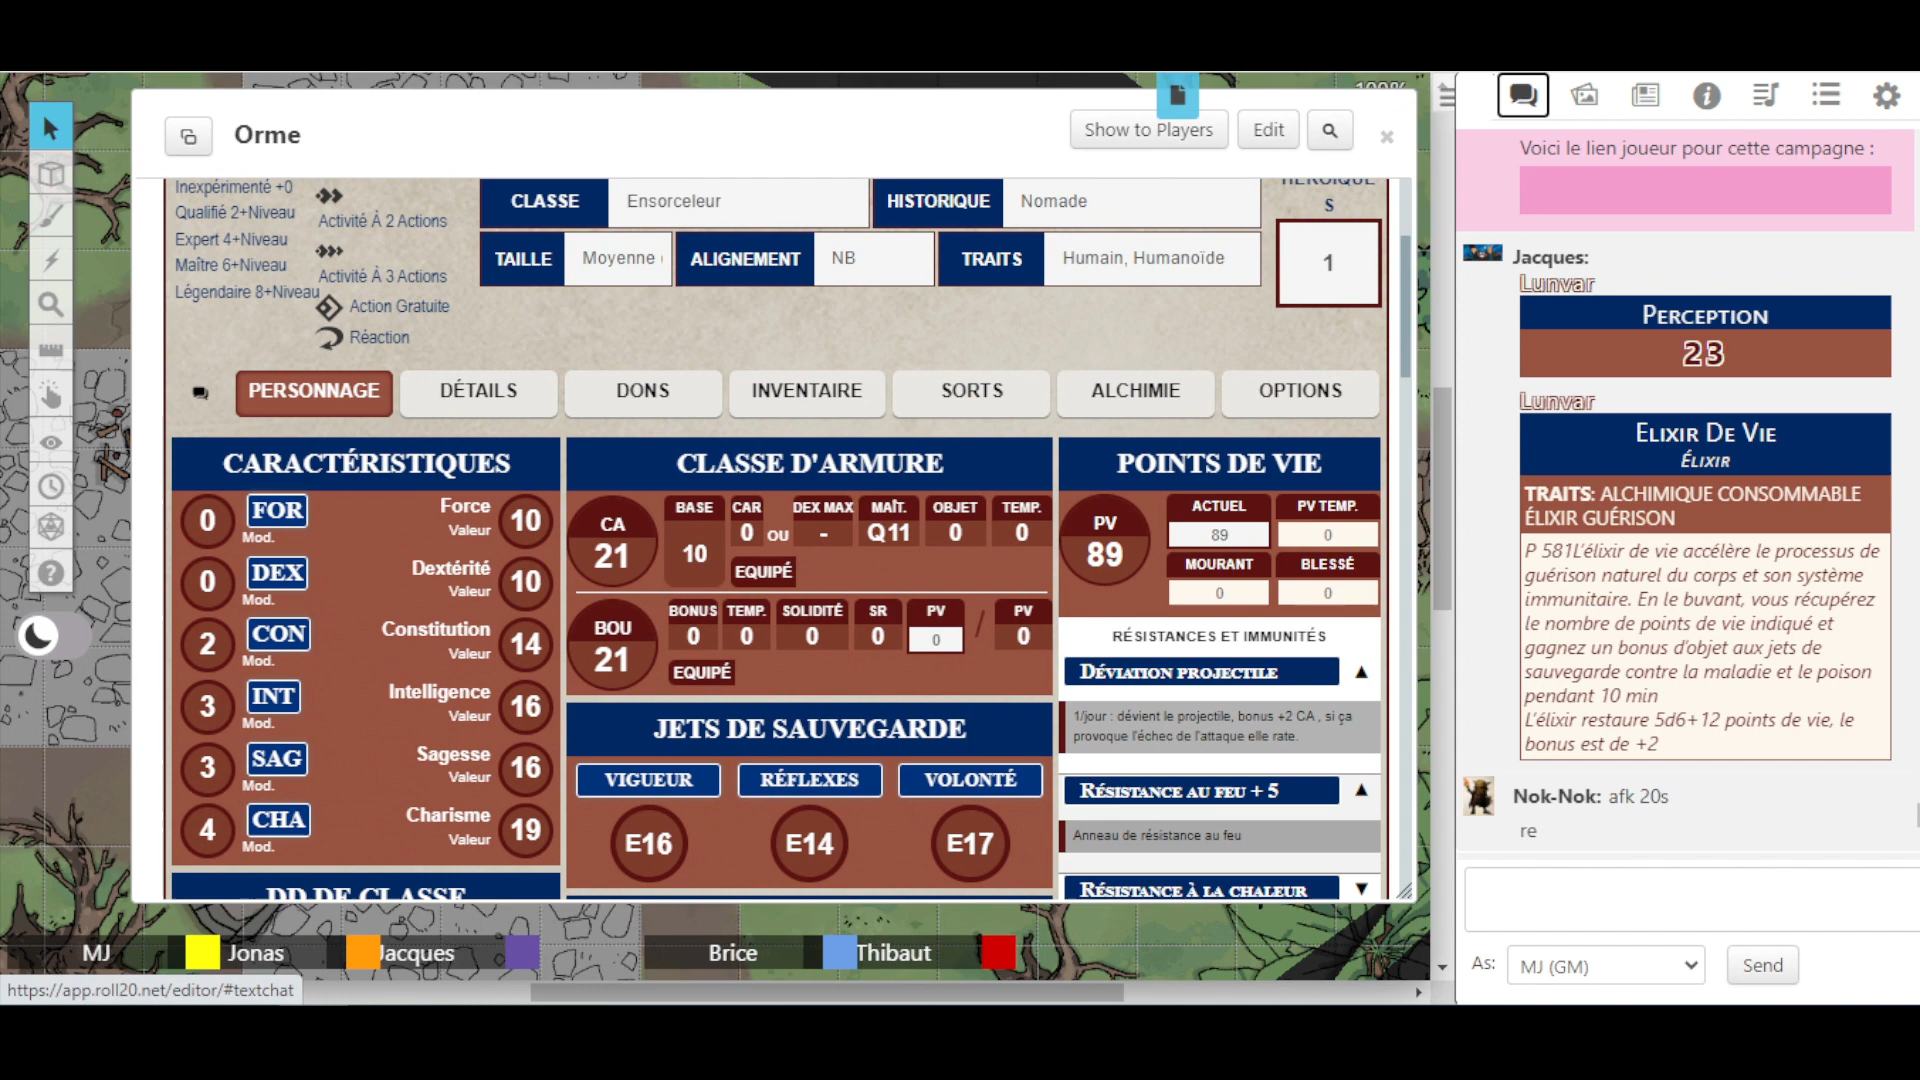 Orme
Show to Players
Edit
Inexpérimenté +0
Qualifié 2+Niveau
Expert 4+Niveau
Maître 6+Niveau
Légendaire 8+Niveau
Activité À 2 Actions
Activité À 3 Actions
Action Gratuite
Réaction
CLASSE
Ensorceleur
HISTORIQUE
Nomade
TAILLE
Moyenne
ALIGNEMENT
NB
TRAITS
Humain, Humanoïde
HÉROÏQUE
S
1
PERSONNAGE
DÉTAILS
DONS
INVENTAIRE
SORTS
ALCHIMIE
OPTIONS
CARACTÉRISTIQUES
0 FOR Mod. Force Valeur 10
0 DEX Mod. Dextérité Valeur 10
2 CON Mod. Constitution Valeur 14
3 INT Mod. Intelligence Valeur 16
3 SAG Mod. Sagesse Valeur 16
4 CHA Mod. Charisme Valeur 19
DD DE CLASSE
CLASSE D'ARMURE
CA
21
BASE
10
CAR DEX MAX MAÎT. OBJET TEMP.
0 ou - Q11 0 0
EQUIPÉ
BOU
21
BONUS TEMP. SOLIDITÉ SR PV / PV
0 0 0 0 0 0
EQUIPÉ
JETS DE SAUVEGARDE
VIGUEUR RÉFLEXES VOLONTÉ
E16 E14 E17
POINTS DE VIE
PV
89
ACTUEL PV TEMP.
89 0
MOURANT BLESSÉ
0 0
RÉSISTANCES ET IMMUNITÉS
DÉVIATION PROJECTILE ▲
1/jour : dévient le projectile, bonus +2 CA , si ça
provoque l'échec de l'attaque elle rate.
RÉSISTANCE AU FEU + 5 ▲
Anneau de résistance au feu
RÉSISTANCE À LA CHALEUR ▼
MJ
Jonas
Jacques
Brice
Thibaut
https://app.roll20.net/editor/#textchat
Voici le lien joueur pour cette campagne :
Jacques:
Lunvar
PERCEPTION
23
Lunvar
ELIXIR DE VIE
ÉLIXIR
TRAITS: ALCHIMIQUE CONSOMMABLE
ÉLIXIR GUÉRISON
P 581L'élixir de vie accélère le processus de
guérison naturel du corps et son système
immunitaire. En le buvant, vous récupérez
le nombre de points de vie indiqué et
gagnez un bonus d'objet aux jets de
sauvegarde contre la maladie et le poison
pendant 10 min
L'élixir restaure 5d6+12 points de vie, le
bonus est de +2
Nok-Nok: afk 20s
re
As:
MJ (GM)
Send